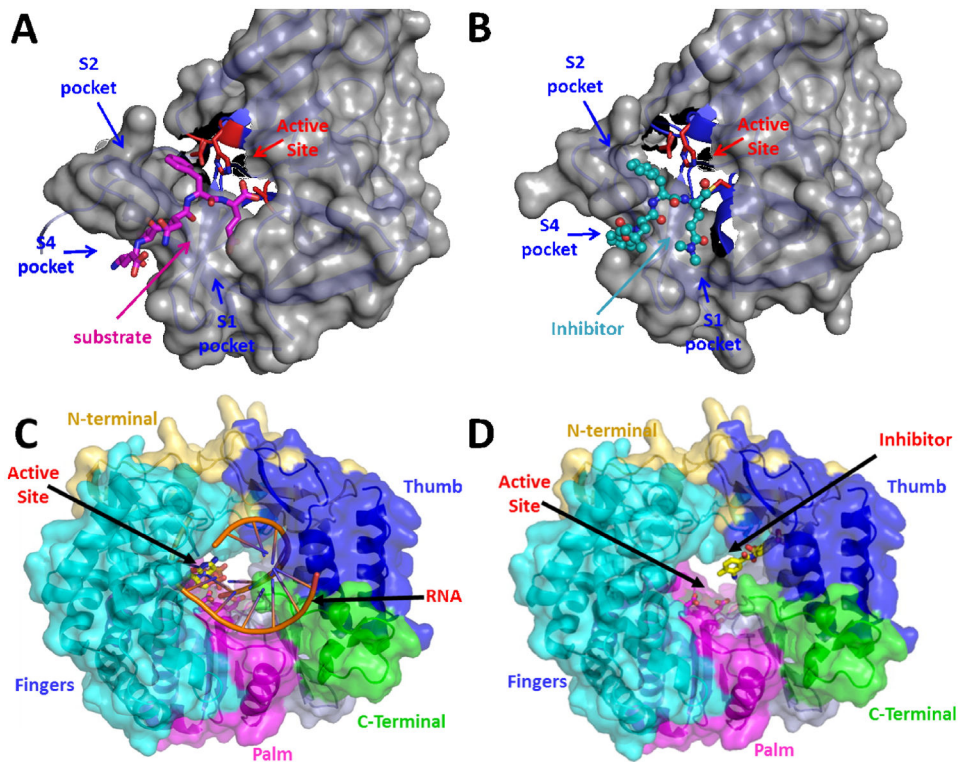 A
S2
pocket
Active
Site
S4
pocket
substrate
S1
pocket
B
S2
pocket
Active
Site
S4
pocket
Inhibitor
S1
pocket
C
N-terminal
Active
Site
Thumb
RNA
Fingers
C-Terminal
Palm
D
N-terminal
Inhibitor
Active
Site
Thumb
Fingers
C-Terminal
Palm